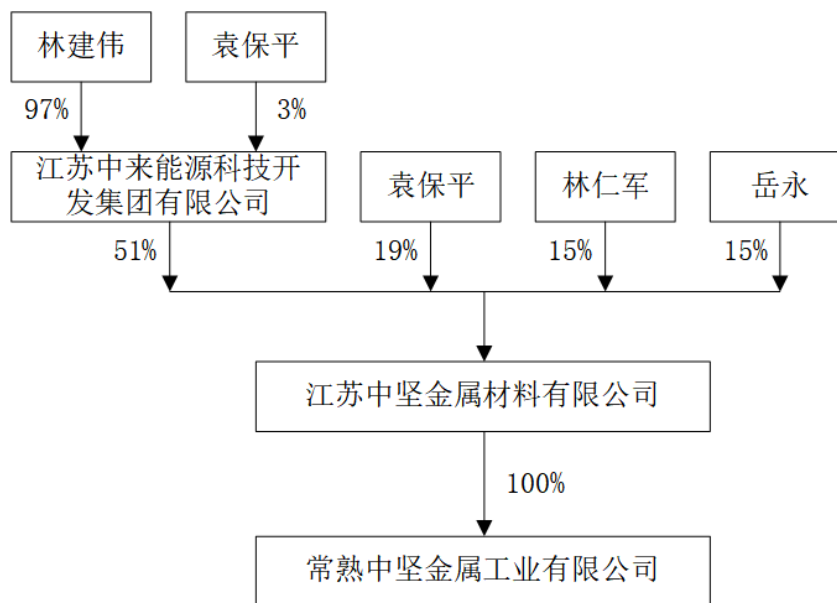 林建伟
袁保平
97%
3%
江苏中来能源科技开
发集团有限公司
袁保平
林仁军
岳永
51%
19%
15%
15%
江苏中坚金属材料有限公司
100%
常熟中坚金属工业有限公司